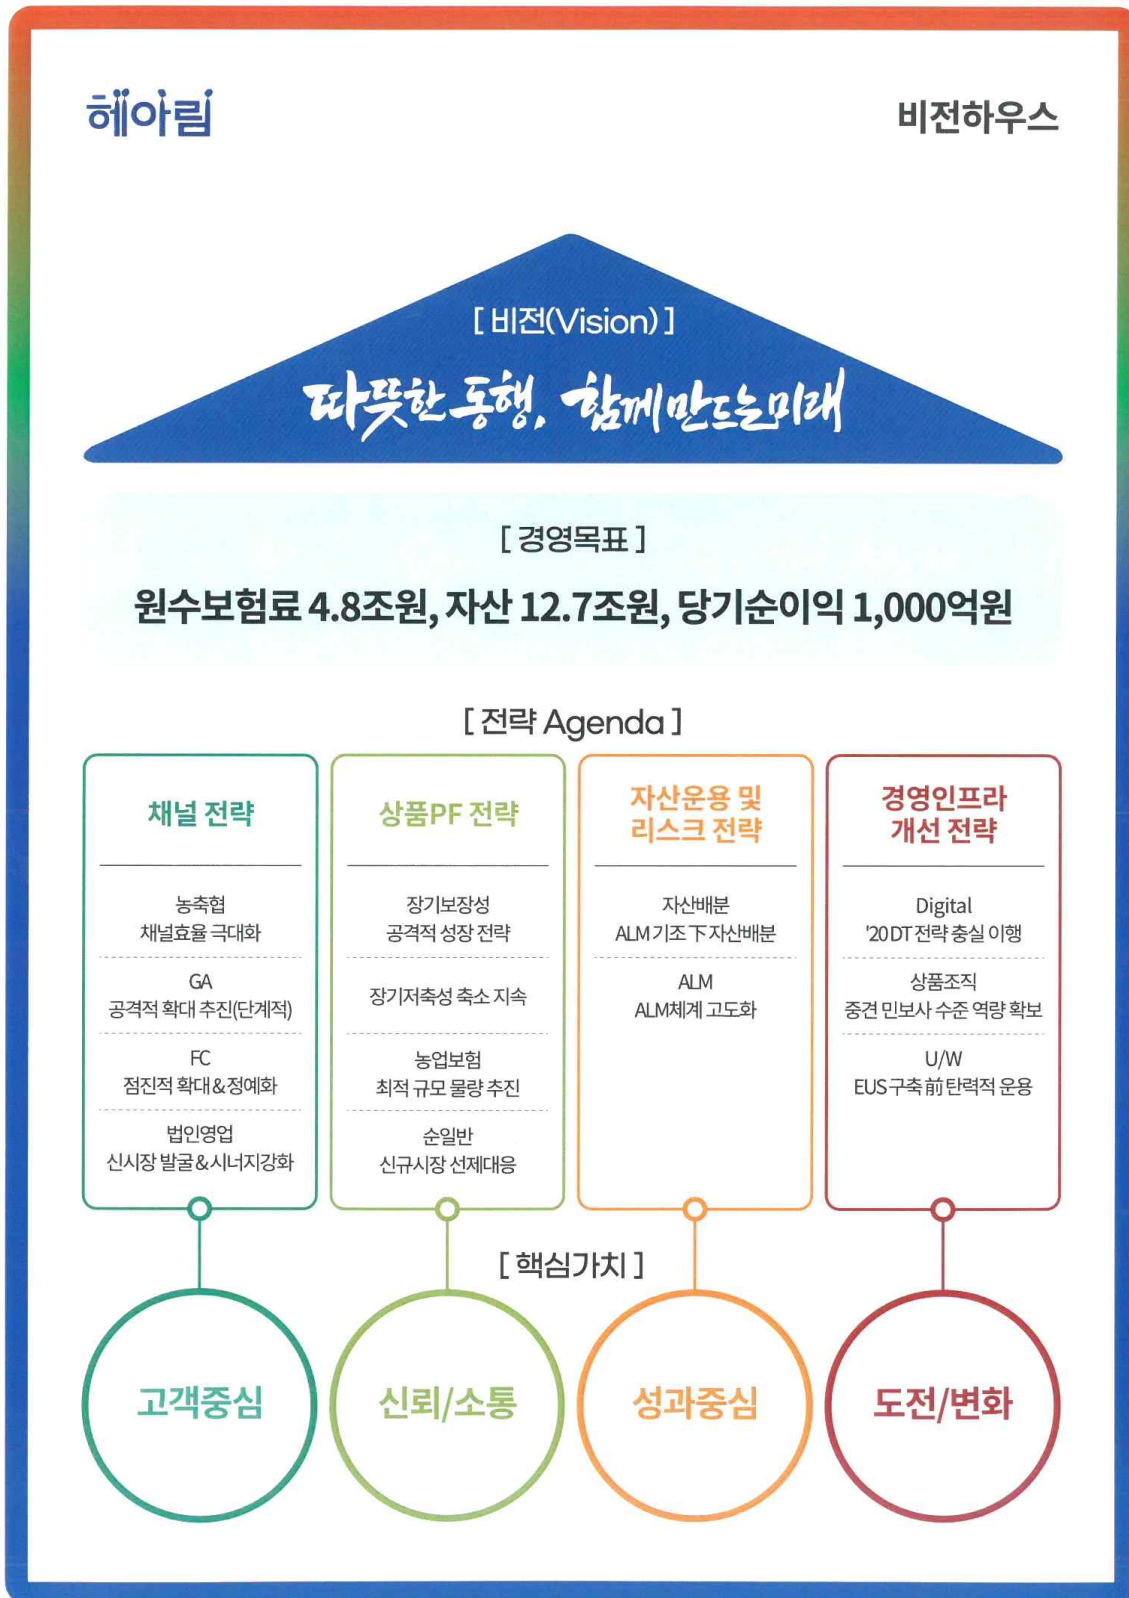 헤아림
비전하우스
[ 비전(Vision) ]
따뜻한 동행, 함께 만드는 미래
[ 경영목표 ]
원수보험료 4.8조원, 자산 12.7조원, 당기순이익 1,000억원
[ 전략 Agenda ]
채널 전략
농축협
채널효율 극대화
GA
공격적 확대 추진(단계적)
FC
점진적 확대 & 정예화
법인영업
신시장 발굴 & 시너지강화
상품PF 전략
장기보장성
공격적 성장 전략
장기저축성 축소 지속
농업보험
최적 규모 물량 추진
순일반
신규시장 선제대응
자산운용 및
리스크 전략
자산배분
ALM 기조 下 자산배분
ALM
ALM체계 고도화
경영인프라
개선 전략
Digital
'20 DT 전략 충실 이행
상품조직
중견 민보사 수준 역량 확보
U/W
EUS 구축 前 탄력적 운용
[ 핵심가치 ]
고객중심
신뢰/소통
성과중심
도전/변화